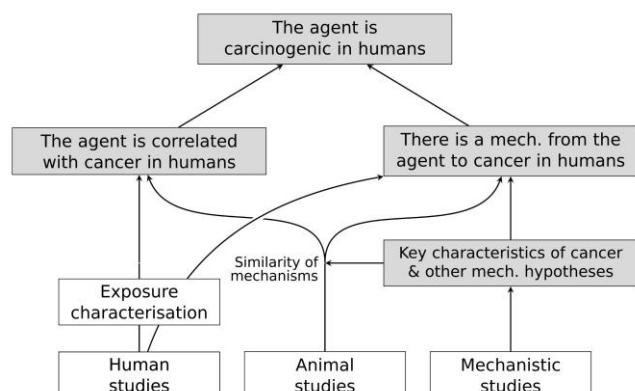 The agent is
carcinogenic in humans
The agent is correlated
with cancer in humans
There is a mech. from the
agent to cancer in humans
Similarity of
mechanisms
Key characteristics of cancer
& other mech. hypotheses
Exposure
characterisation
Human
studies
Animal
studies
Mechanistic
studies